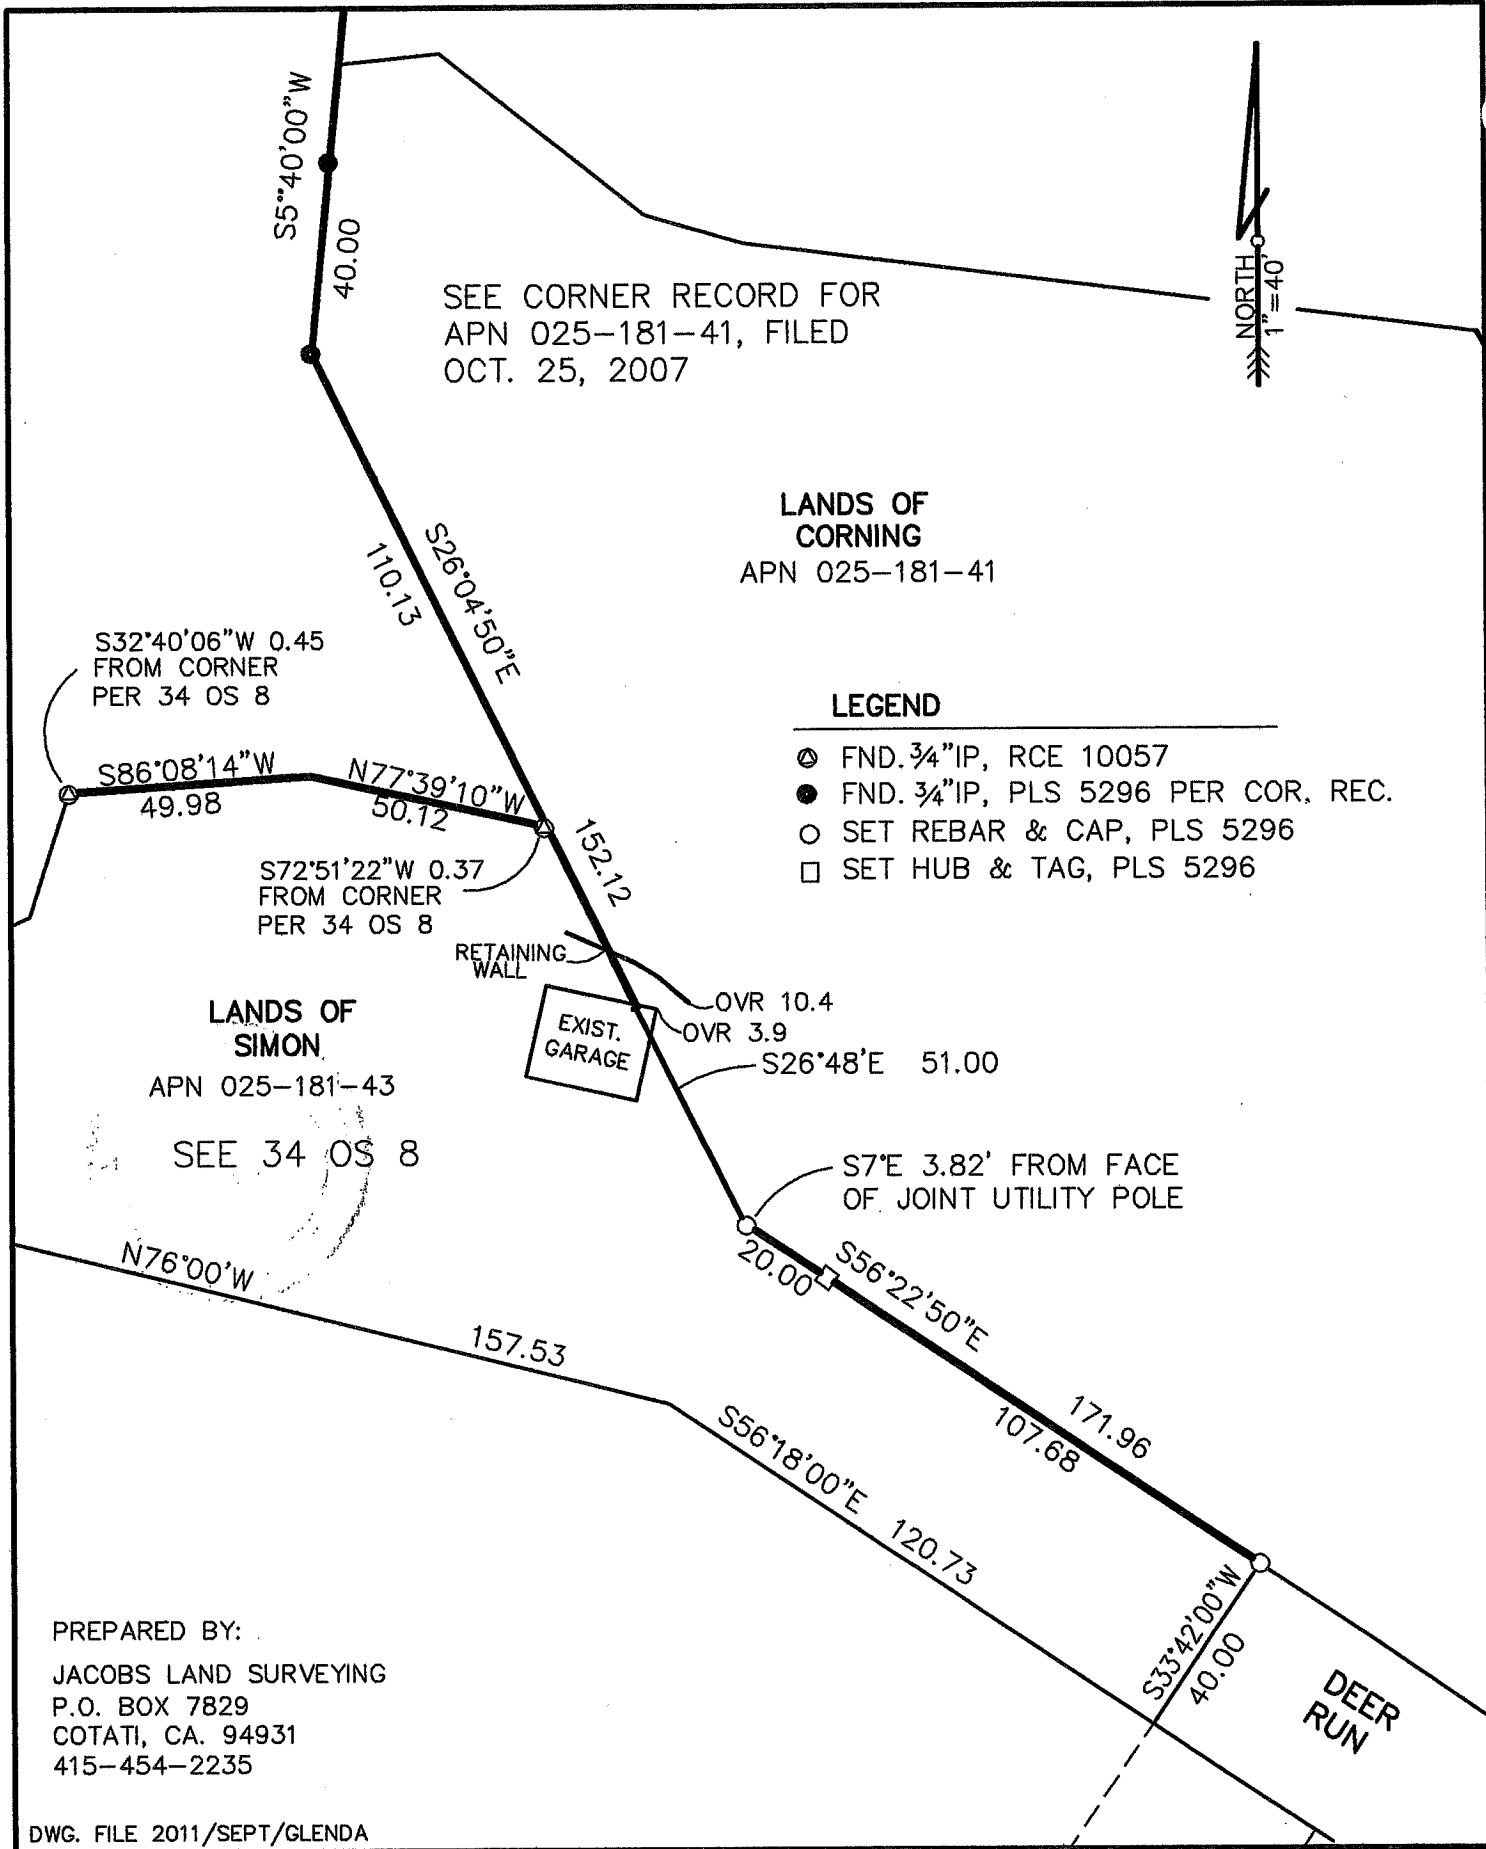 S5°40'00"W
40.00
NORTH
1"=40'
SEE CORNER RECORD FOR
APN 025-181-41, FILED
OCT. 25, 2007
LANDS OF
CORNING
APN 025-181-41
S26°04'50"E
110.13
S32°40'06"W 0.45
FROM CORNER
PER 34 OS 8
LEGEND
FND. 3/4"IP, RCE 10057
FND. 3/4"IP, PLS 5296 PER COR. REC.
SET REBAR & CAP, PLS 5296
SET HUB & TAG, PLS 5296
S86°08'14"W
49.98
N77°39'10"W
50.12
152.12
S72°51'22"W 0.37
FROM CORNER
PER 34 OS 8
RETAINING
WALL
OVR 10.4
OVR 3.9
EXIST.
GARAGE
S26°48'E 51.00
LANDS OF
SIMON
APN 025-181-43
SEE 34 OS 8
S7°E 3.82' FROM FACE
OF JOINT UTILITY POLE
N76°00'W
157.53
20.00
S56°22'50"E
171.96
107.68
S56°18'00"E 120.73
S33°42'00"W
40.00
DEER
RUN
PREPARED BY:
JACOBS LAND SURVEYING
P.O. BOX 7829
COTATI, CA. 94931
415-454-2235
DWG. FILE 2011/SEPT/GLENDA